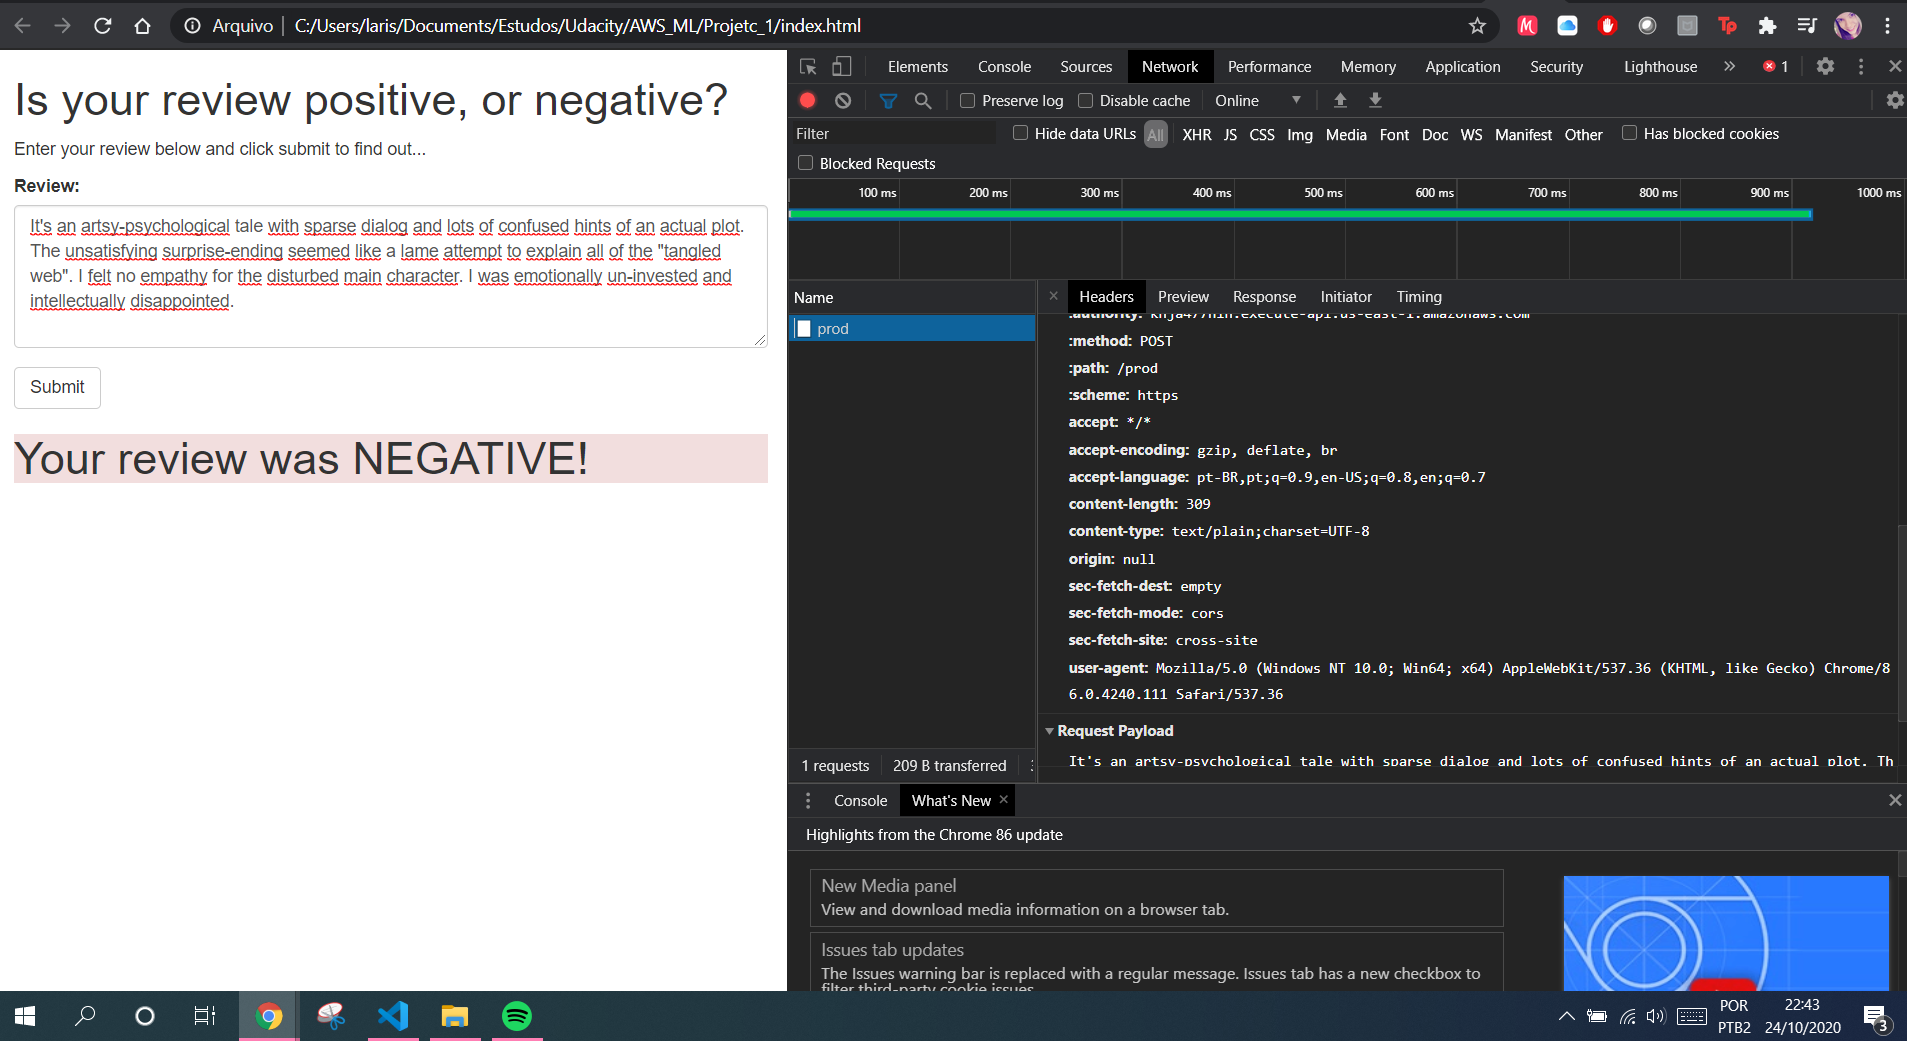 Arquivo C:/Users/laris/Documents/Estudos/Udacity/AWS_ML/Projetc_1/index.html
Is your review positive, or negative?
Enter your review below and click submit to find out...
Review:
It's an artsy-psychological tale with sparse dialog and lots of confused hints of an actual plot.
The unsatisfying surprise-ending seemed like a lame attempt to explain all of the "tangled
web". I felt no empathy for the disturbed main character. I was emotionally un-invested and
intellectually disappointed.
Submit
Your review was NEGATIVE!
Elements Console Sources Network Performance Memory Application Security Lighthouse 1
Preserve log Disable cache Online
Filter Hide data URLs All XHR JS CSS Img Media Font Doc WS Manifest Other Has blocked cookies
Blocked Requests
100 ms 200 ms 300 ms 400 ms 500 ms 600 ms 700 ms 800 ms 900 ms 1000 ms
Name
prod
1 requests 209 B transferred
Headers Preview Response Initiator Timing
:method: POST
:path: /prod
:scheme: https
accept: */*
accept-encoding: gzip, deflate, br
accept-language: pt-BR,pt;q=0.9,en-US;q=0.8,en;q=0.7
content-length: 309
content-type: text/plain;charset=UTF-8
origin: null
sec-fetch-dest: empty
sec-fetch-mode: cors
sec-fetch-site: cross-site
user-agent: Mozilla/5.0 (Windows NT 10.0; Win64; x64) AppleWebKit/537.36 (KHTML, like Gecko) Chrome/8
6.0.4240.111 Safari/537.36
Request Payload
It's an artsy-psychological tale with sparse dialog and lots of confused hints of an actual plot. Th
Console What's New
Highlights from the Chrome 86 update
New Media panel
View and download media information on a browser tab.
Issues tab updates
The Issues warning bar is replaced with a regular message. Issues tab has a new checkbox to
filter third-party cookie issues
POR
PTB2
22:43
24/10/2020
3